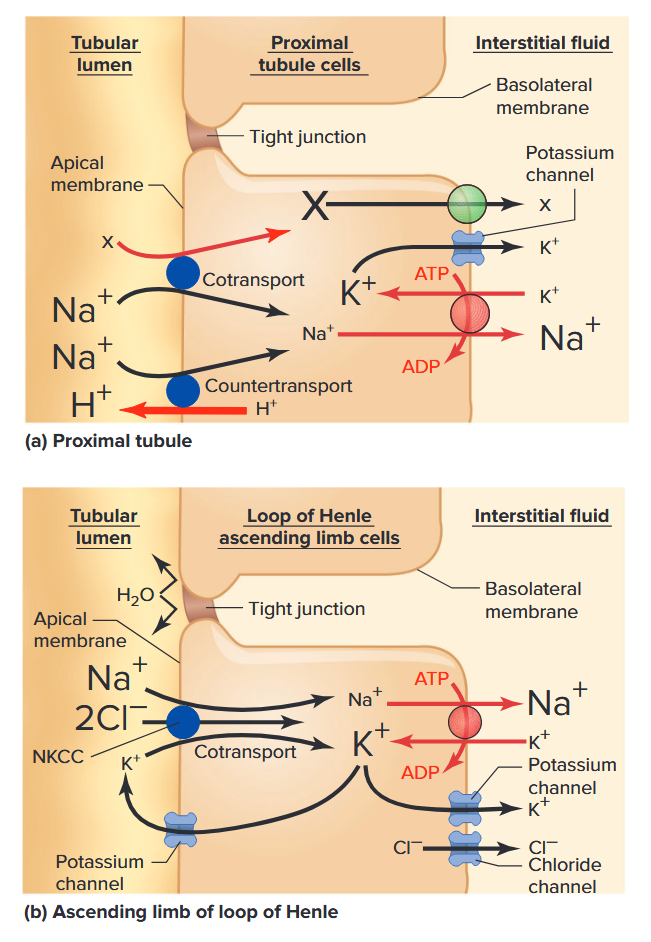 Tubular
lumen
Proximal
tubule cells
Interstitial fluid
Basolateral
membrane
Tight junction
Potassium
channel
Apical
membrane
X
x
K⁺
x
Cotransport
K⁺
ATP
K⁺
Na⁺
Na⁺
Na⁺
Na⁺
ADP
Countertransport
H⁺
H⁺
(a) Proximal tubule
Tubular
lumen
Loop of Henle
ascending limb cells
Interstitial fluid
H₂O
Basolateral
membrane
Tight junction
Apical
membrane
Na⁺
ATP
Na⁺
Na⁺
2Cl⁻
K⁺
K⁺
NKCC
K⁺
Cotransport
ADP
Potassium
channel
K⁺
Cl⁻
Cl⁻
Chloride
channel
Potassium
channel
(b) Ascending limb of loop of Henle